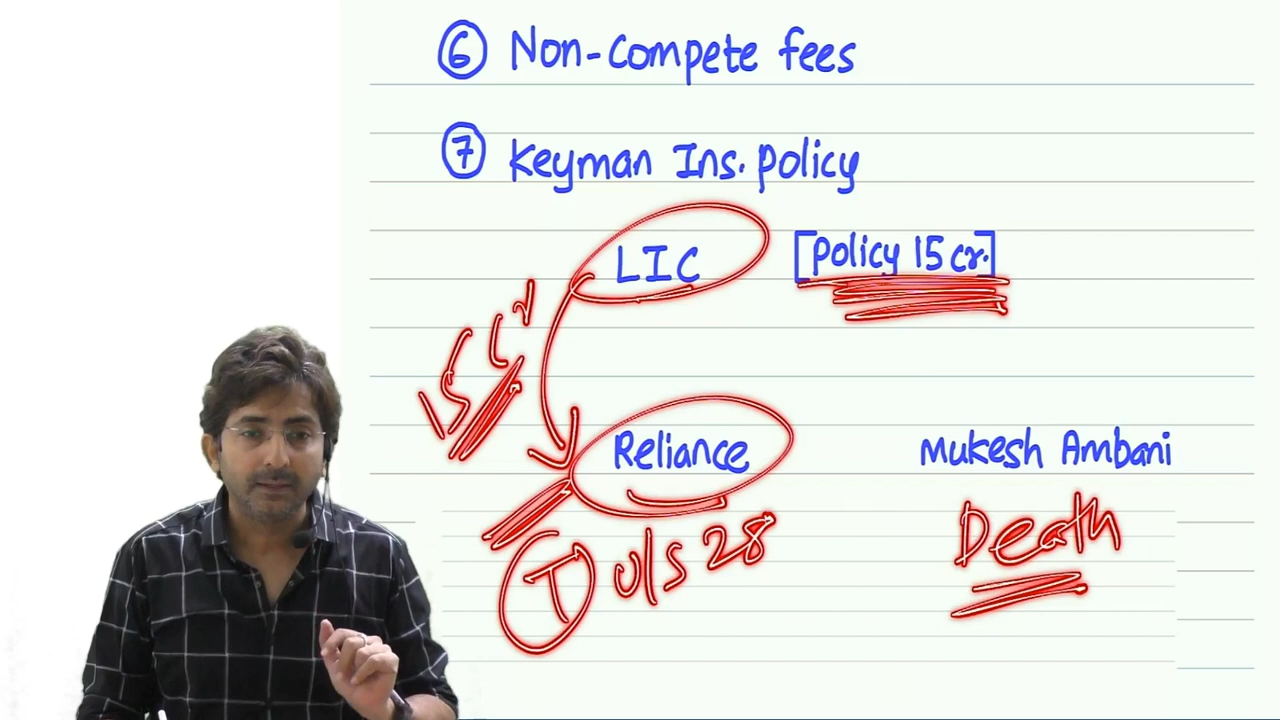 ⑥ Non-Compete fees
⑦ Keyman Ins. policy
LIC [Policy 15 cr.]
15 Cr
Reliance Mukesh Ambani
T u/s 28 Death